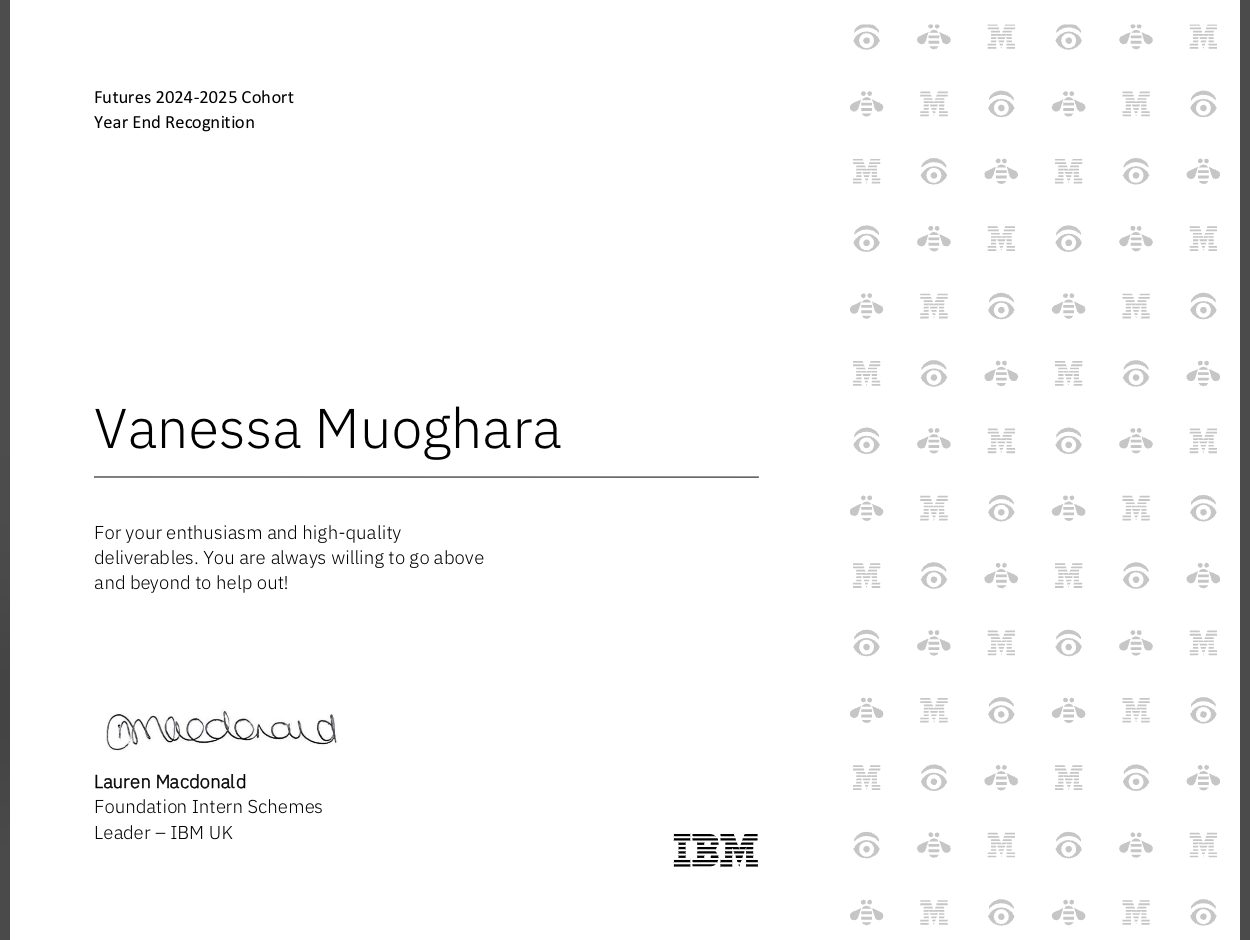 Futures 2024-2025 Cohort
Year End Recognition
Vanessa Muoghara
For your enthusiasm and high-quality
deliverables. You are always willing to go above
and beyond to help out!
Macdonald
Lauren Macdonald
Foundation Intern Schemes
Leader – IBM UK
IBM